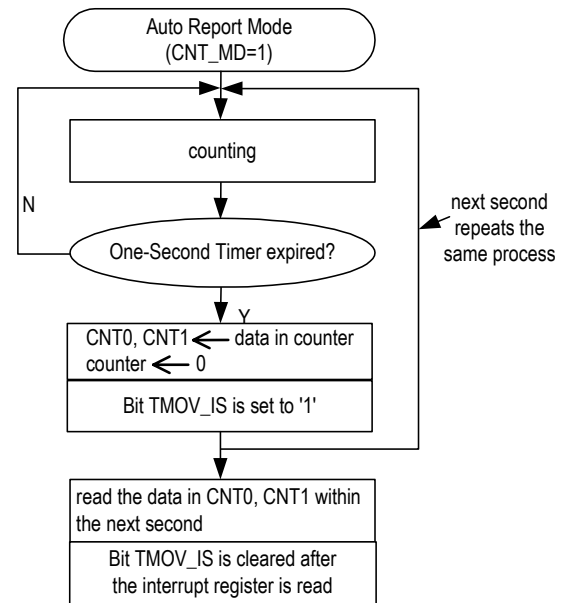 Auto Report Mode
(CNT_MD=1)
counting
N
next second
repeats the
same process
One-Second Timer expired?
Y
CNT0, CNT1 ← data in counter
counter ← 0
Bit TMOV_IS is set to '1'
read the data in CNT0, CNT1 within
the next second
Bit TMOV_IS is cleared after
the interrupt register is read